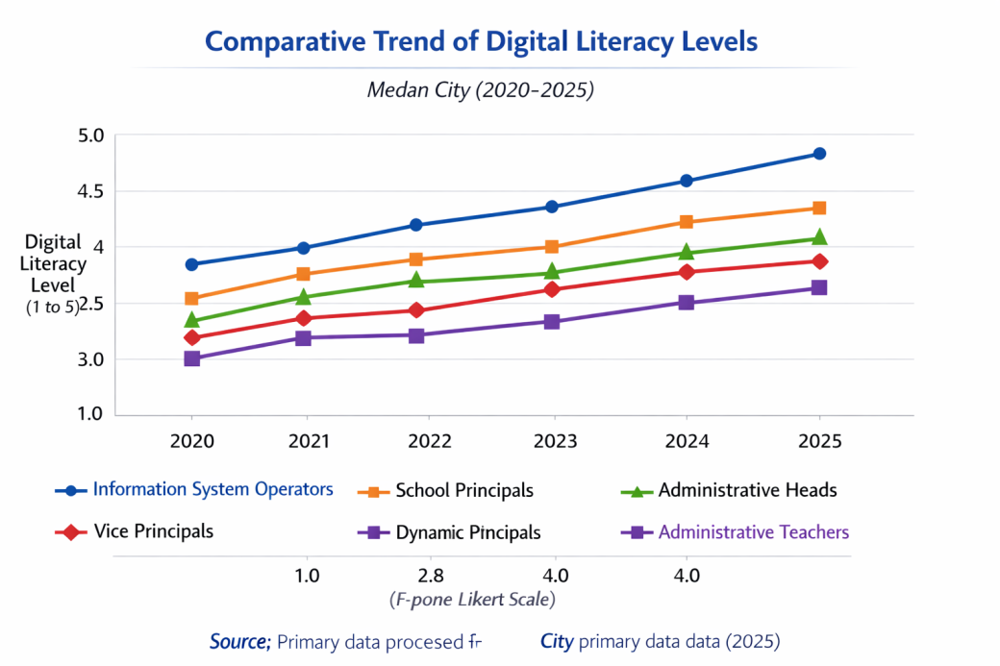 Comparative Trend of Digital Literacy Levels
Medan City (2020–2025)
5.0
4.5
4
Digital
Literacy
Level
(1 to 5)
2.5
3.0
1.0
2020 2021 2022 2023 2024 2025
Information System Operators School Principals Administrative Heads
Vice Principals Dynamic Pincipals Administrative Teachers
1.0 2.8 4.0 4.0
(F-pone Likert Scale)
Source; Primary data procesed City primary data data (2025)